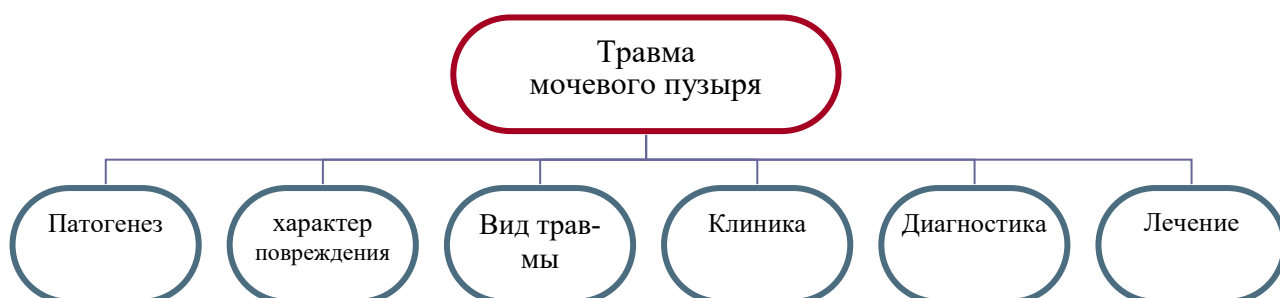 Травма
мочевого пузыря
Патогенез
характер
повреждения
Вид трав-
мы
Клиника
Диагностика
Лечение